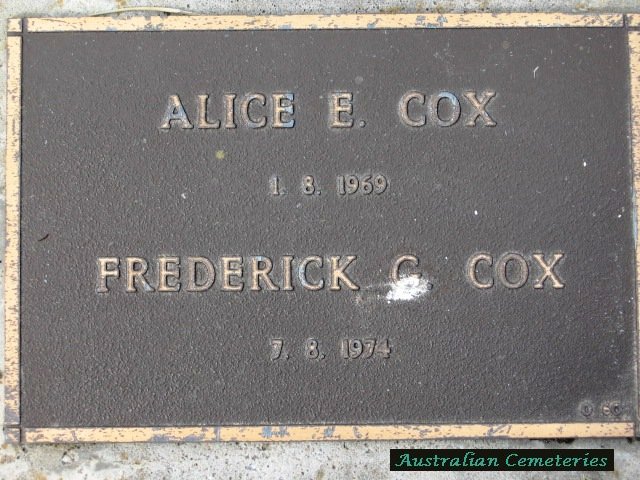 ALICE E. COX
1. 8. 1969
FREDERICK G. COX
7. 8. 1974
Australian Cemeteries